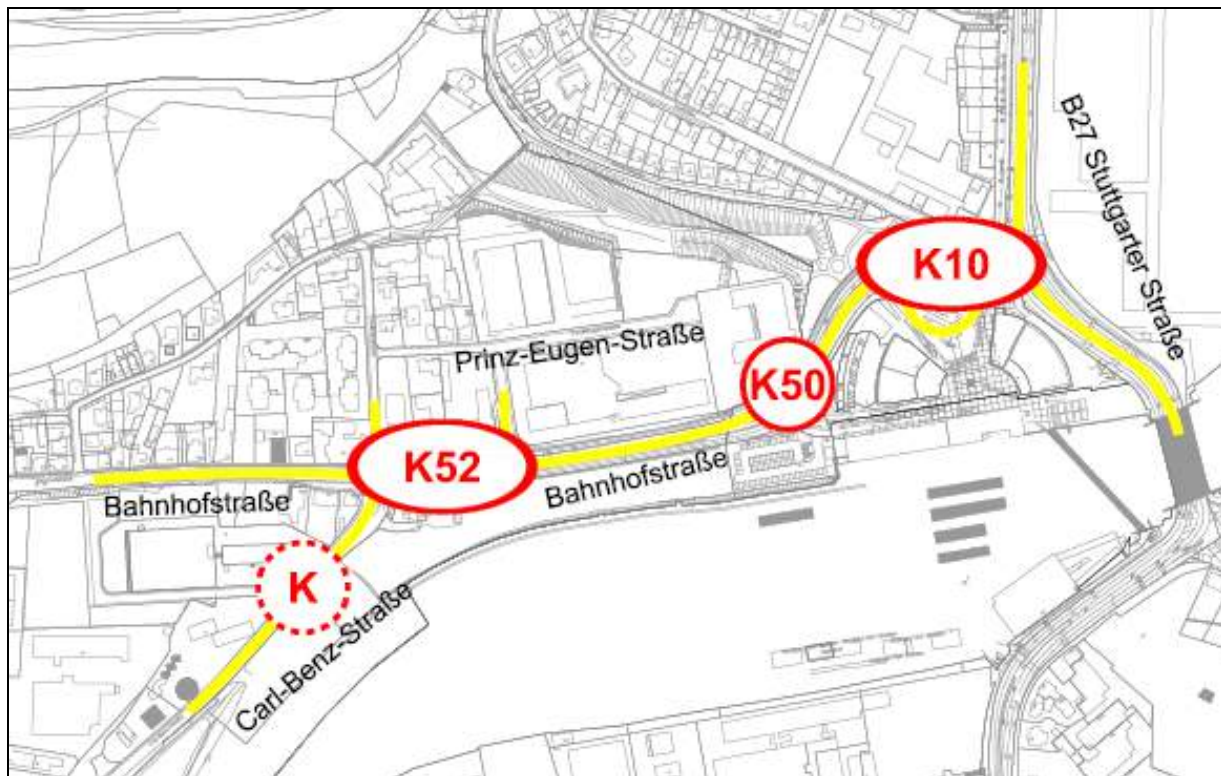 B27 Stuttgarter Straße
K10
Prinz-Eugen-Straße
K50
K52
Bahnhofstraße
Bahnhofstraße
K
Carl-Benz-Straße